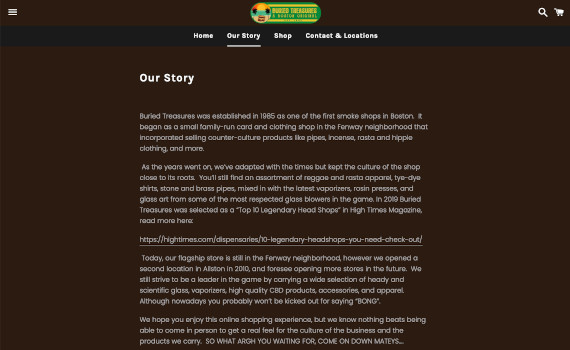 BURIED TREASURES
A BOSTON ORIGINAL
Home Our Story Shop Contact & Locations
Our Story
Buried Treasures was established in 1985 as one of the first smoke shops in Boston. It
began as a small family-run card and clothing shop in the Fenway neighborhood that
incorporated selling counter-culture products like pipes, incense, rasta and hippie
clothing, and more.
As the years went on, we've adapted with the times but kept the culture of the shop
close to its roots. You'll still find an assortment of reggae and rasta apparel, tye-dye
shirts, stone and brass pipes, mixed in with the latest vaporizers, rosin presses, and
glass art from some of the most respected glass blowers in the game. In 2019 Buried
Treasures was selected as a "Top 10 Legendary Head Shops" in High Times Magazine,
read more here:
https://hightimes.com/dispensaries/10-legendary-headshops-you-need-check-out/
Today, our flagship store is still in the Fenway neighborhood, however we opened a
second location in Allston in 2010, and foresee opening more stores in the future. We
still strive to be a leader in the game by carrying a wide selection of heady and
scientific glass, vaporizers, high quality CBD products, accessories, and apparel.
Although nowadays you probably won't be kicked out for saying "BONG".
We hope you enjoy this online shopping experience, but we know nothing beats being
able to come in person to get a real feel for the culture of the business and the
products we carry. SO WHAT ARGH YOU WAITING FOR, COME ON DOWN MATEYS...